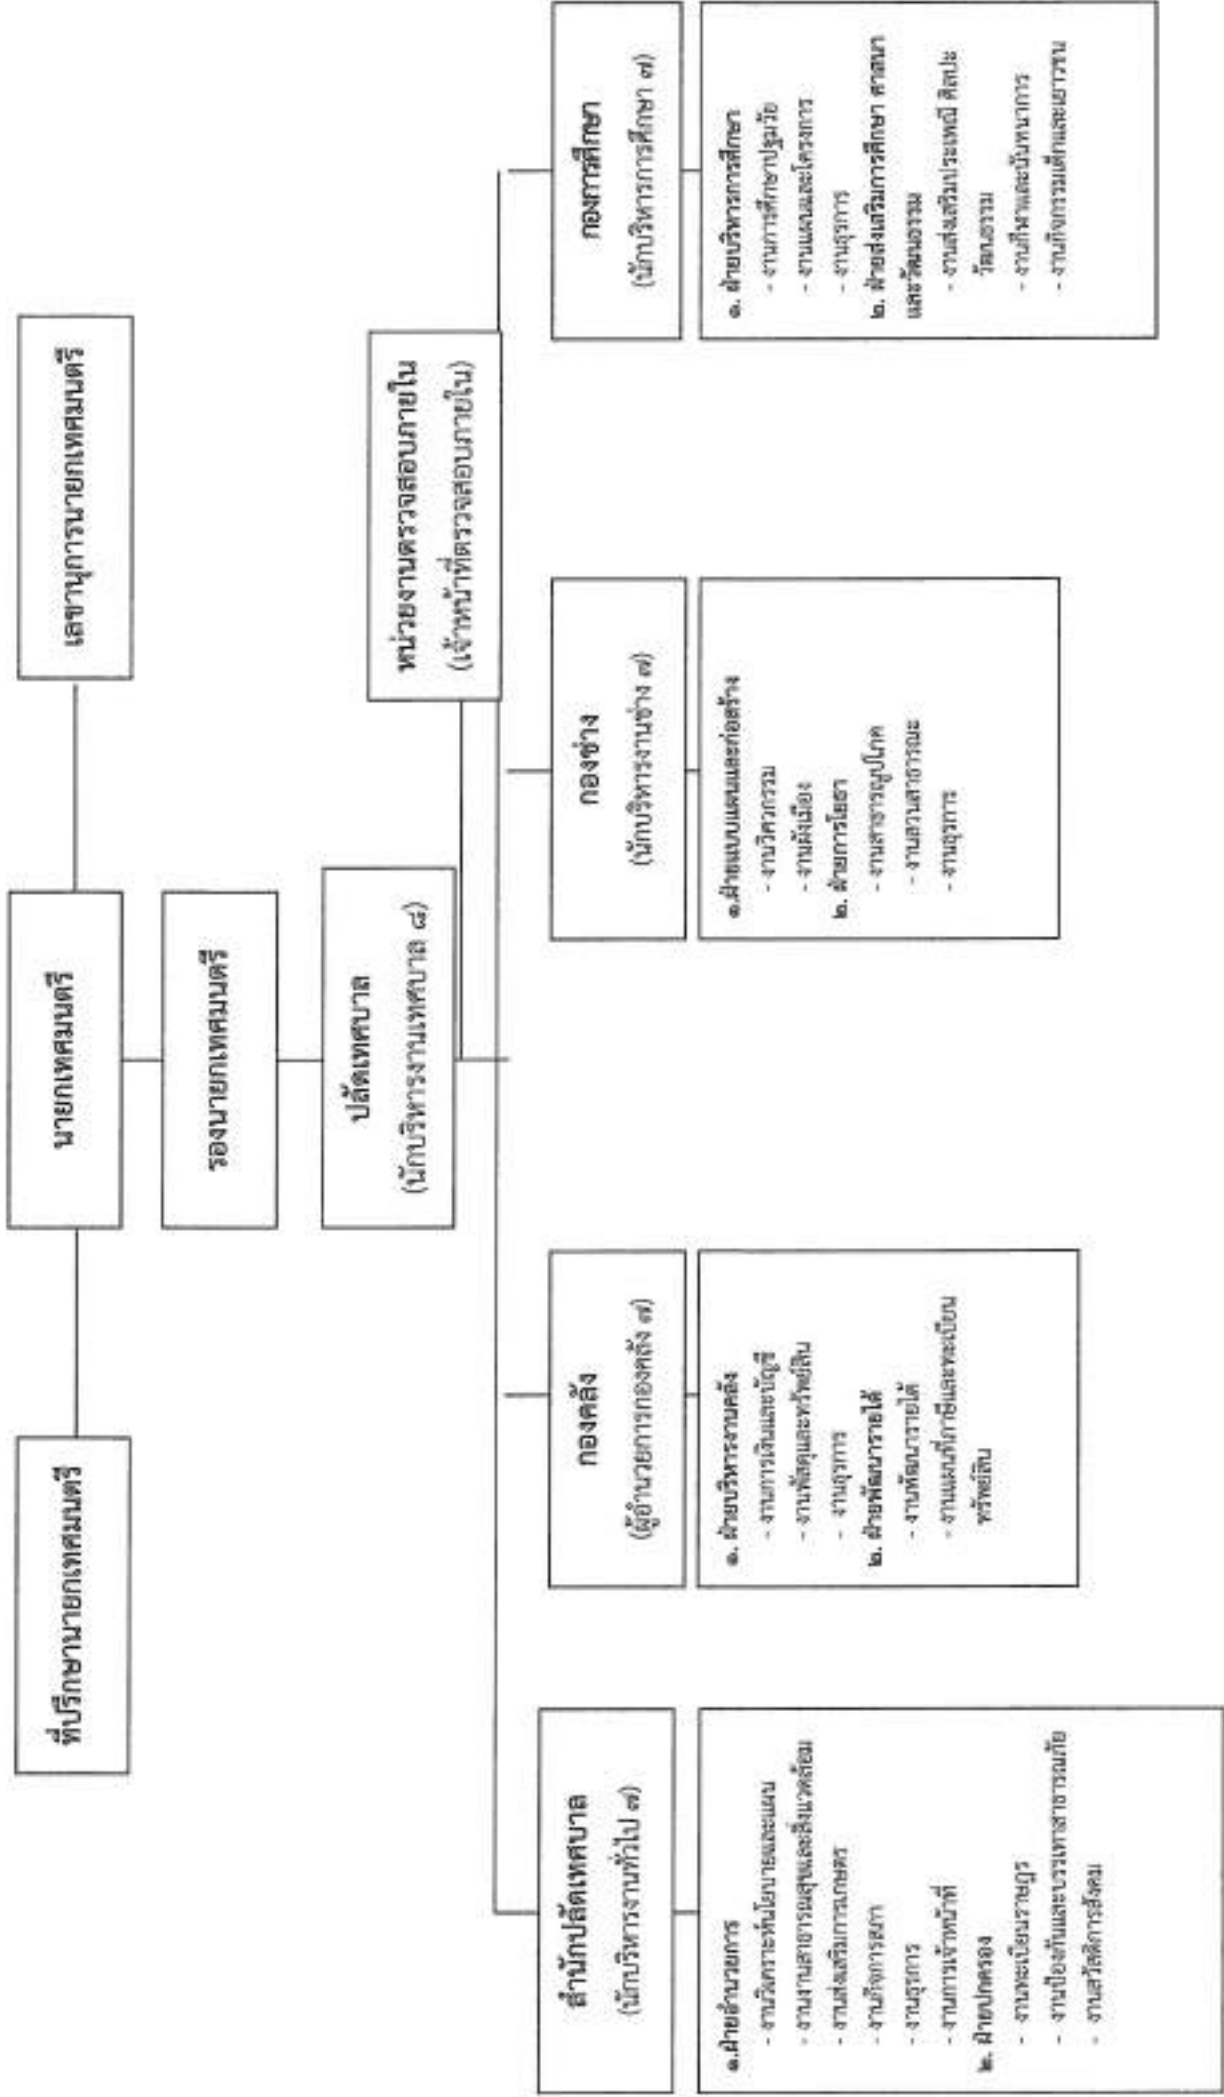 นายกเทศมนตรี
ที่ปรึกษานายกเทศมนตรี
เลขานุการนายกเทศมนตรี
รองนายกเทศมนตรี
ปลัดเทศบาล
(นักบริหารงานเทศบาล ๘)
หน่วยงานตรวจสอบภายใน
(เจ้าหน้าที่ตรวจสอบภายใน)
สำนักปลัดเทศบาล
(นักบริหารงานทั่วไป ๗)
๑.ฝ่ายอำนวยการ
- งานวิเคราะห์นโยบายและแผน
- งานงานสาธารณสุขและสิ่งแวดล้อม
- งานส่งเสริมการเกษตร
- งานกิจการสภา
- งานธุรการ
- งานการเจ้าหน้าที่
๒. ฝ่ายปกครอง
- งานทะเบียนราษฎร
- งานป้องกันและบรรเทาสาธารณภัย
- งานสวัสดิการสังคม
กองคลัง
(ผู้อำนวยการกองคลัง ๗)
๑. ฝ่ายบริหารงานคลัง
- งานการเงินและบัญชี
- งานพัสดุและทรัพย์สิน
- งานธุรการ
๒. ฝ่ายพัฒนารายได้
- งานพัฒนารายได้
- งานแผนที่ภาษีและทะเบียน
ทรัพย์สิน
กองช่าง
(นักบริหารงานช่าง ๗)
๑.ฝ่ายแบบแผนและก่อสร้าง
- งานวิศวกรรม
- งานผังเมือง
๒. ฝ่ายการโยธา
- งานสาธารณูปโภค
- งานสวนสาธารณะ
- งานธุรการ
กองการศึกษา
(นักบริหารการศึกษา ๗)
๑. ฝ่ายบริหารการศึกษา
- งานการศึกษาปฐมวัย
- งานแผนและโครงการ
- งานธุรการ
๒. ฝ่ายส่งเสริมการศึกษา ศาสนา
และวัฒนธรรม
- งานส่งเสริมประเพณี ศิลปะ
วัฒนธรรม
- งานกีฬาและนันทนาการ
- งานกิจกรรมเด็กและเยาวชน